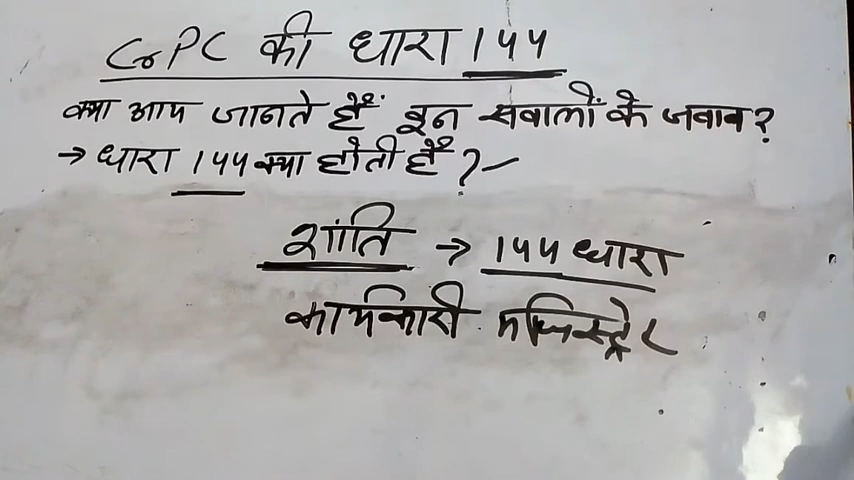 CrPC की धारा 144
क्या आप जानते हैं इन सवालों के जवाब?
→ धारा 144 क्या होती है? -
शांति → 144 धारा
कार्यकारी मजिस्ट्रेट